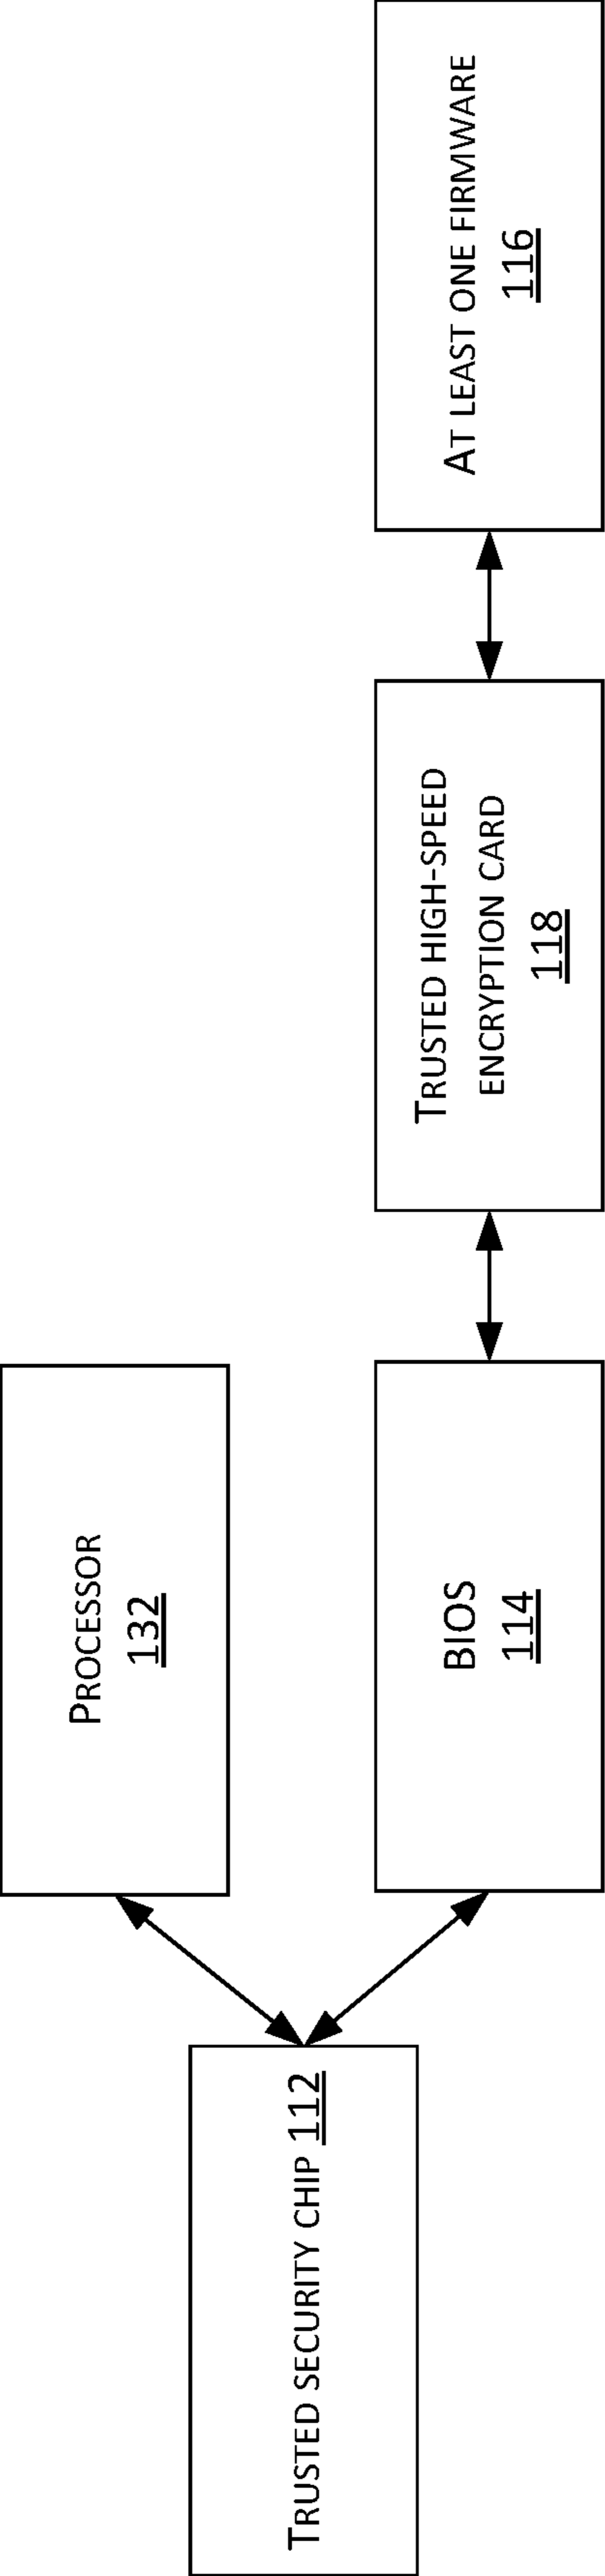 Trusted security chip 112
Processor
132
BIOS
114
Trusted high-speed
encryption card
118
At least one firmware
116